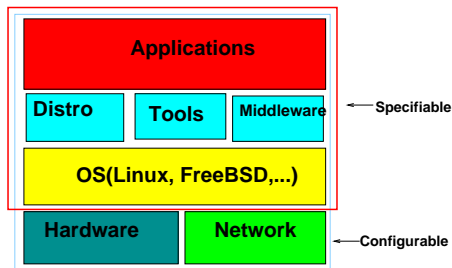 Applications
Distro
Tools
Middleware
Specifiable
OS(Linux, FreeBSD,...)
Hardware
Network
Configurable